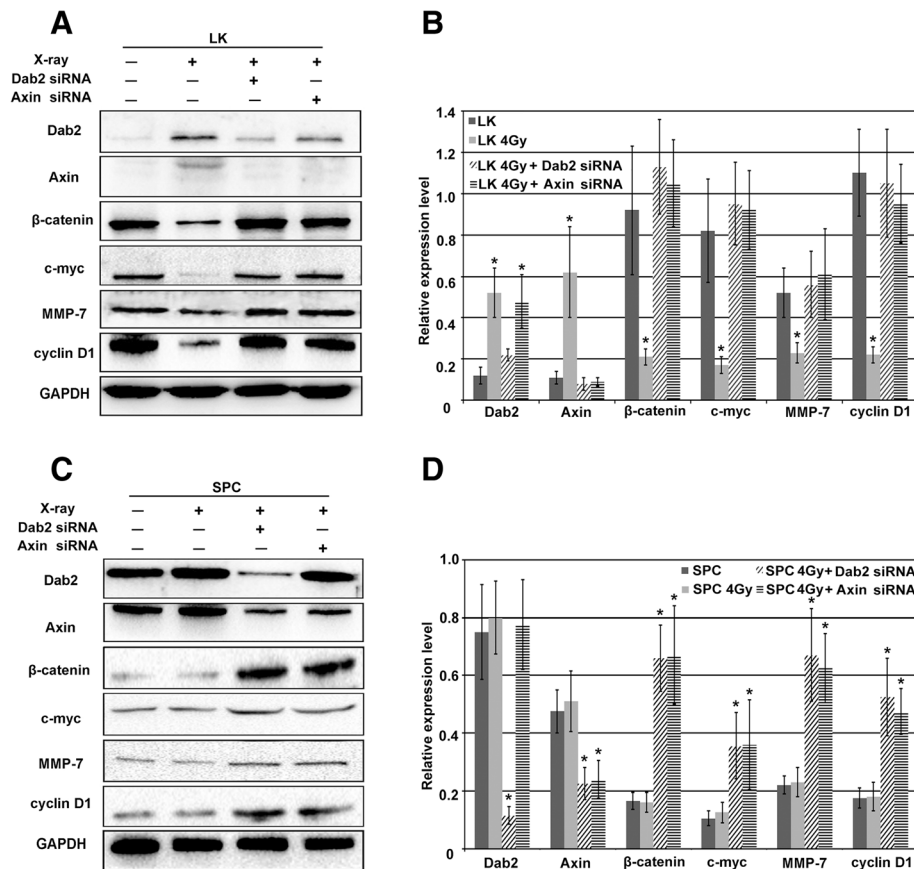 A
LK
X-ray — + + +
Dab2 siRNA — — + —
Axin siRNA — — — +
Dab2
Axin
β-catenin
c-myc
MMP-7
cyclin D1
GAPDH
B
Relative expression level
1.4
1.2
1.0
0.8
0.6
0.4
0.2
0
LK
LK 4Gy
LK 4Gy+ Dab2 siRNA
LK 4Gy+ Axin siRNA
* * * * * * *
Dab2 Axin β-catenin c-myc MMP-7 cyclin D1
C
SPC
X-ray — + + +
Dab2 siRNA — — + —
Axin siRNA — — — +
Dab2
Axin
β-catenin
c-myc
MMP-7
cyclin D1
GAPDH
D
Relative expression level
1.0
0.8
0.6
0.4
0.2
0
SPC SPC 4Gy+ Dab2 siRNA
SPC 4Gy SPC 4Gy+ Axin siRNA
* * * * * * * * * * *
Dab2 Axin β-catenin c-myc MMP-7 cyclin D1